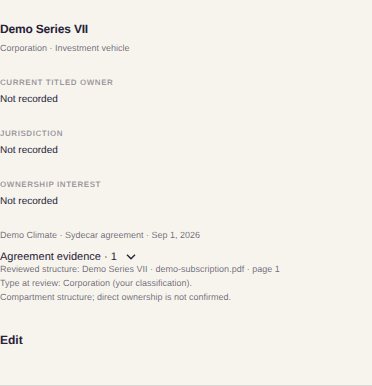 Demo Series VII
Corporation · Investment vehicle
CURRENT TITLED OWNER
Not recorded
JURISDICTION
Not recorded
OWNERSHIP INTEREST
Not recorded
Demo Climate · Sydecar agreement · Sep 1, 2026
Agreement evidence · 1
Reviewed structure: Demo Series VII · demo-subscription.pdf · page 1
Type at review: Corporation (your classification).
Compartment structure; direct ownership is not confirmed.
Edit